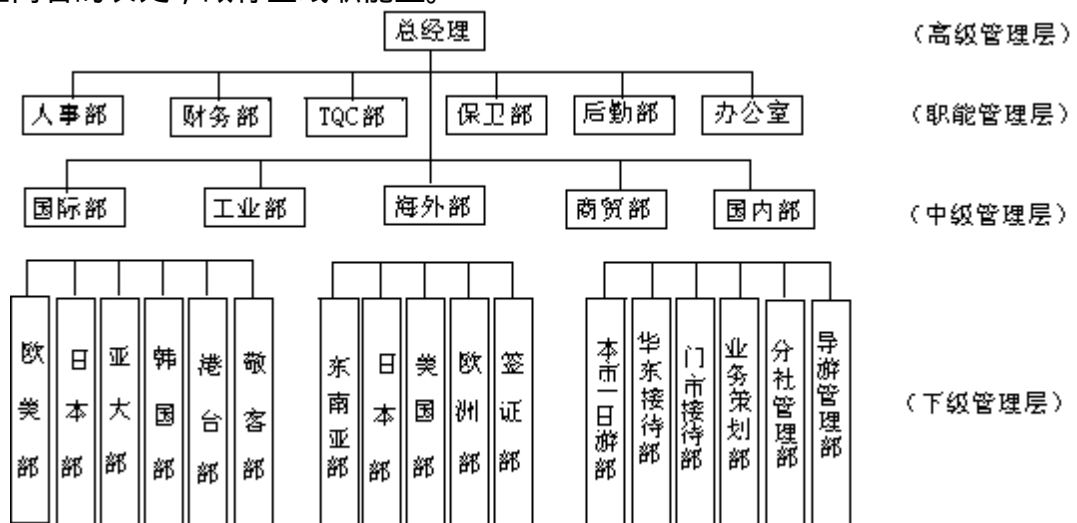 总经理
（高级管理层）
人事部
财务部
TQC部
保卫部
后勤部
办公室
（职能管理层）
国际部
工业部
海外部
商贸部
国内部
（中级管理层）
欧美部
日本部
亚大部
韩国部
港台部
敬客部
东南亚部
日本部
美国部
欧洲部
签证部
本市一日游部
华东接待部
门市接待部
业务策划部
分社管理部
导游管理部
（下级管理层）